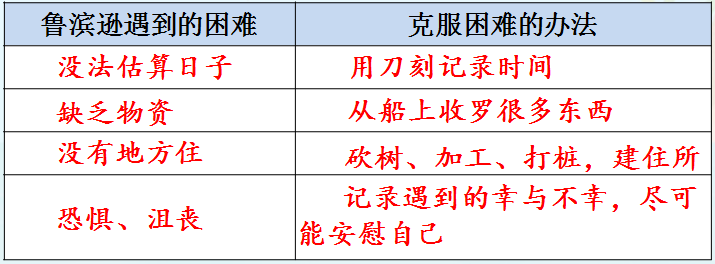 鲁滨逊遇到的困难 克服困难的办法
没法估算日子 用刀刻记录时间
缺乏物资 从船上收罗很多东西
没有地方住 砍树、加工、打桩，建住所
恐惧、沮丧 记录遇到的幸与不幸，尽可
能安慰自己